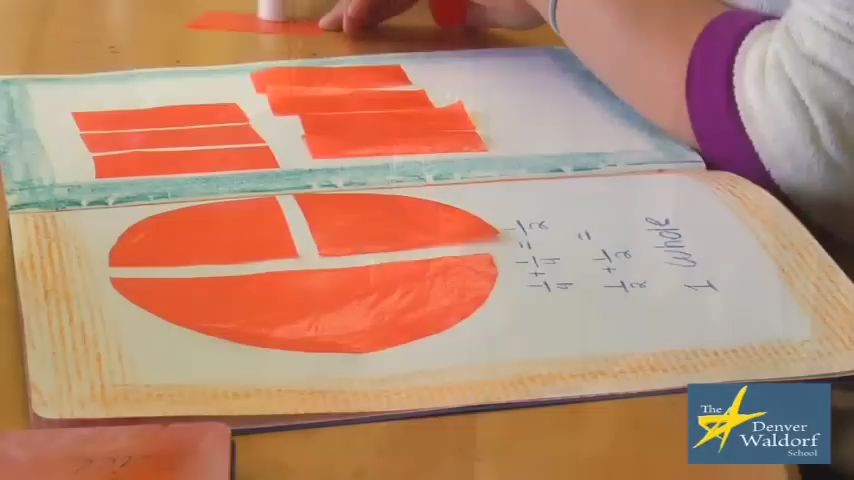 1/4 + 1/4 = 1/2
1/2 + 1/2 =
1 whole
The
Denver
Waldorf
School